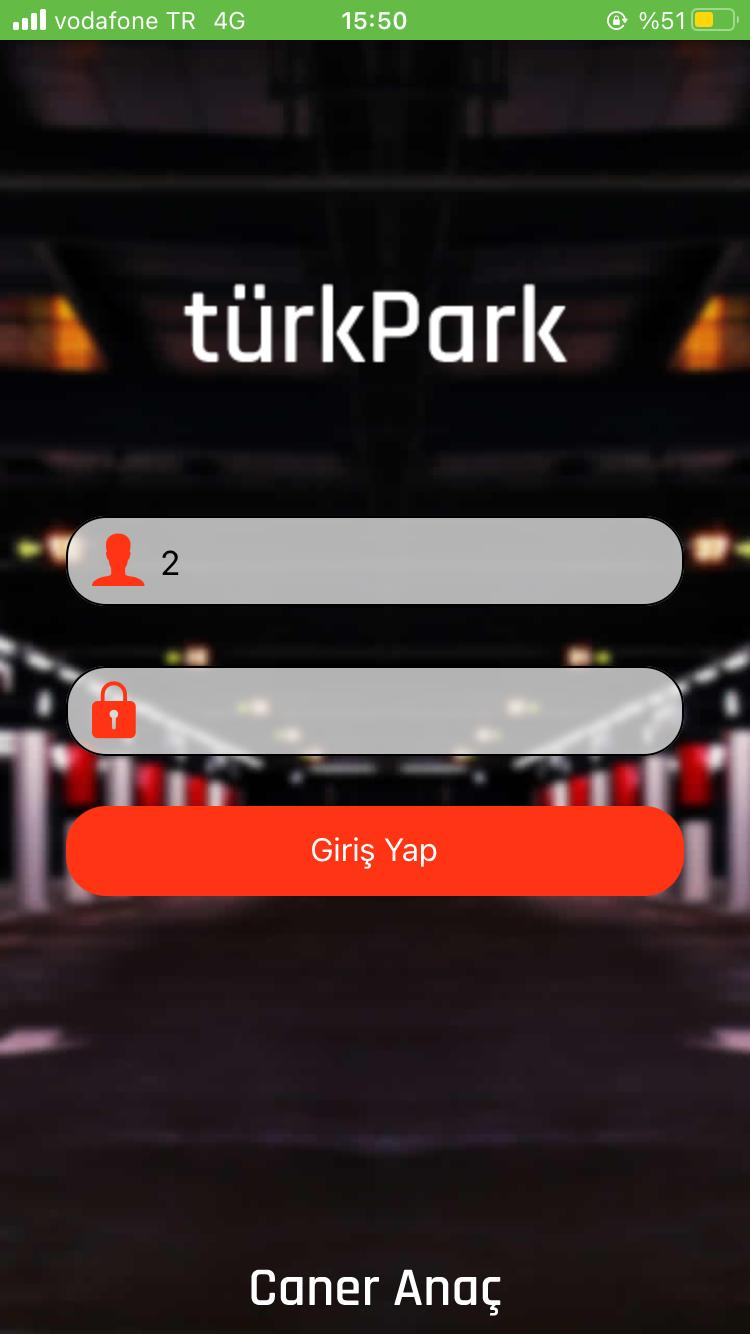 vodafone TR 4G 15:50 %51
türkPark
2
Giriş Yap
Caner Anaç